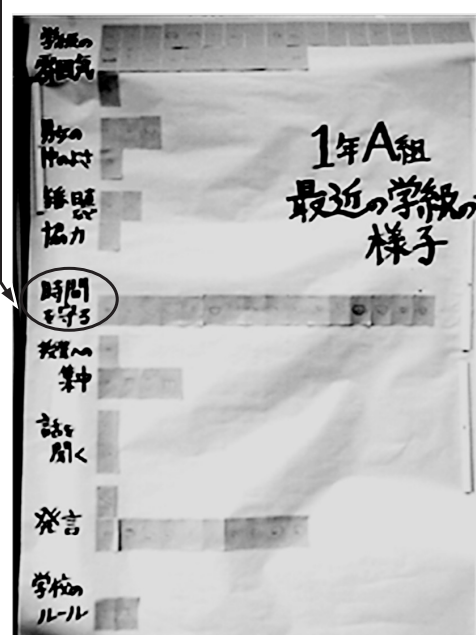 学級の
雰囲気
男女の
仲のよさ
1年A組
最近の学級の
様子
協力
時間
を守る
授業への
集中
話を
聞く
発言
学校の
ルール